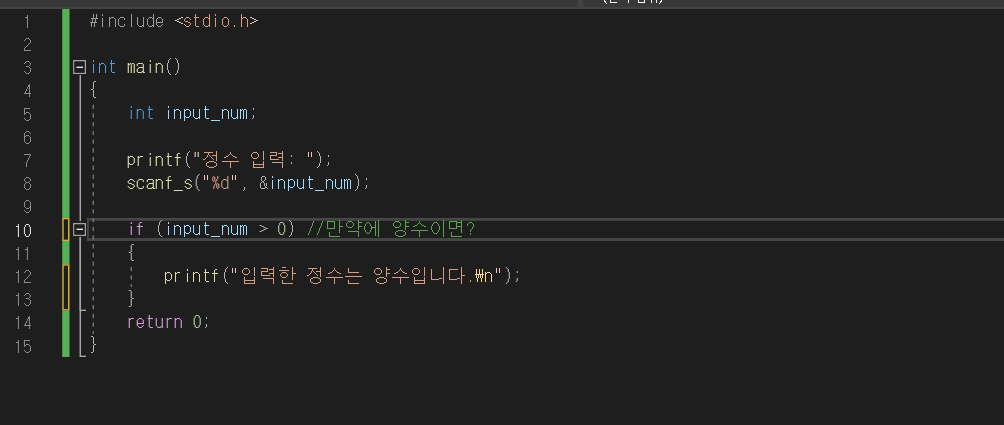 1 #include <stdio.h>
2
3 int main()
4 {
5 int input_num;
6
7 printf("정수 입력: ");
8 scanf_s("%d", &input_num);
9
10 if (input_num > 0) //만약에 양수이면?
11 {
12 printf("입력한 정수는 양수입니다.₩n");
13 }
14 return 0;
15 }